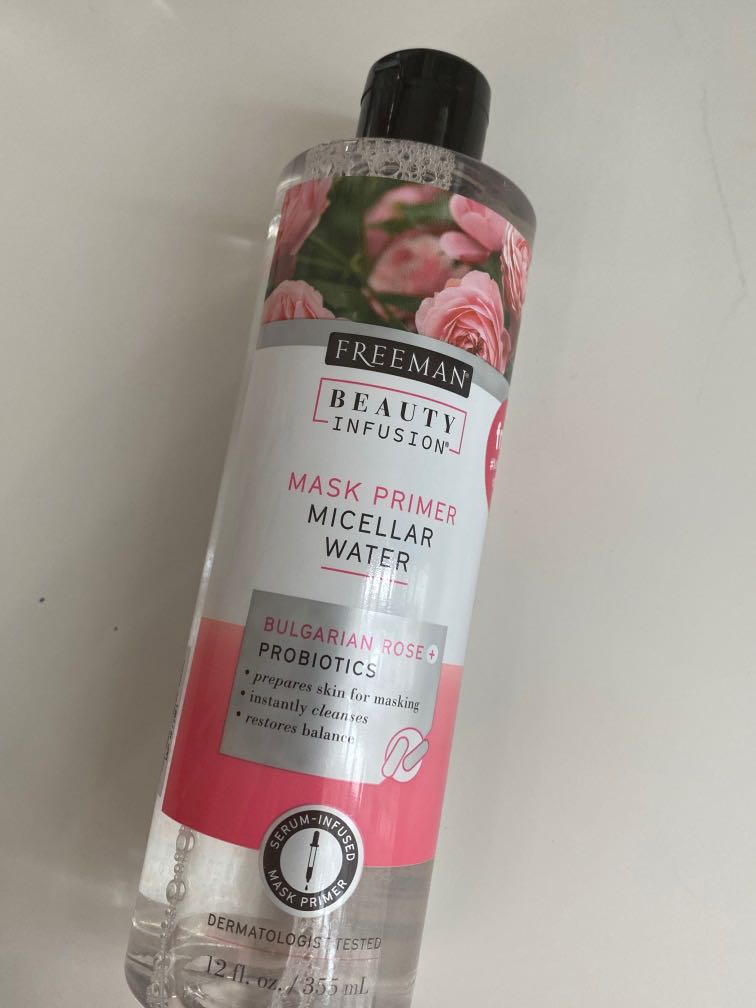 FREEMAN®
BEAUTY
INFUSION®
MASK PRIMER
MICELLAR
WATER
BULGARIAN ROSE +
PROBIOTICS
• prepares skin for masking
• instantly cleanses
• restores balance
SERUM-INFUSED
MASK PRIMER
DERMATOLOGIST TESTED
12 fl. oz. / 355 mL